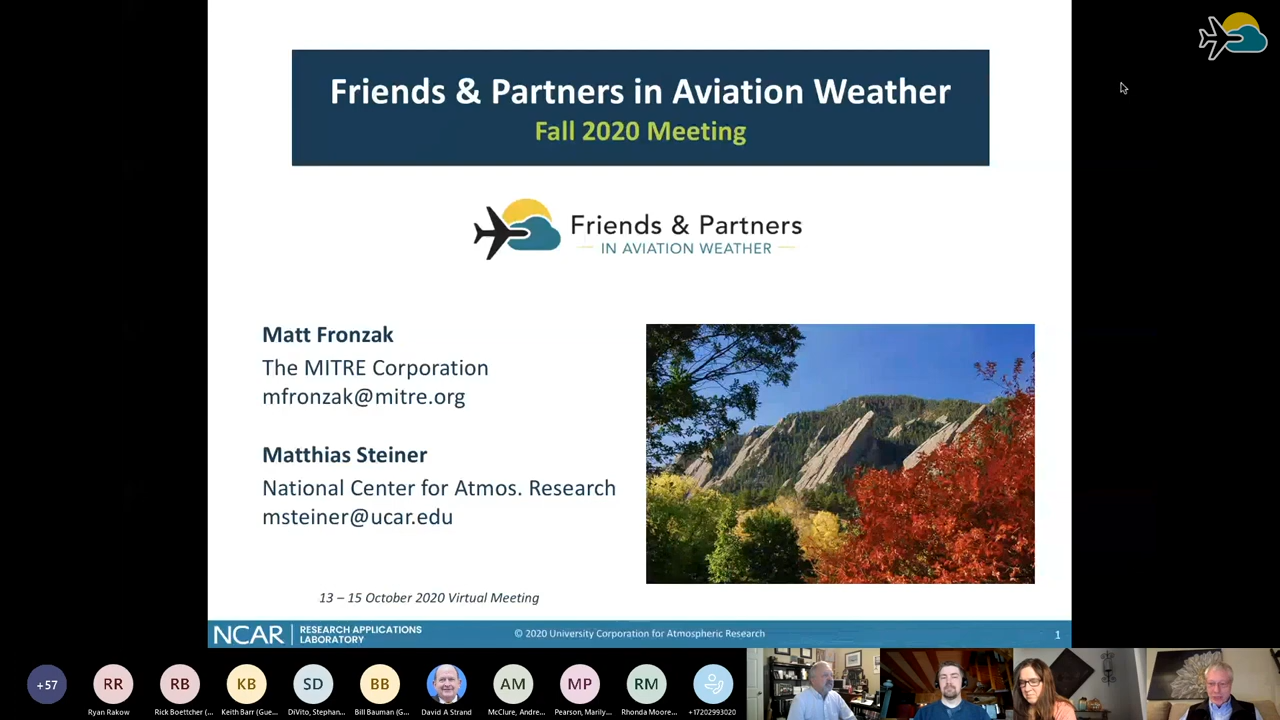 Friends & Partners in Aviation Weather
Fall 2020 Meeting
Friends & Partners
IN AVIATION WEATHER
Matt Fronzak
The MITRE Corporation
mfronzak@mitre.org
Matthias Steiner
National Center for Atmos. Research
msteiner@ucar.edu
13 – 15 October 2020 Virtual Meeting
NCAR
RESEARCH APPLICATIONS
LABORATORY
© 2020 University Corporation for Atmospheric Research
1
+57
RR
RB
KB
SD
BB
AM
MP
RM
Ryan Rakow
Rick Boettcher (...
Keith Barr (Gue...
DiVito, Stephan...
Bill Bauman (G...
David A Strand
McClure, Andre...
Pearson, Marily...
Rhonda Moore...
+17202993020